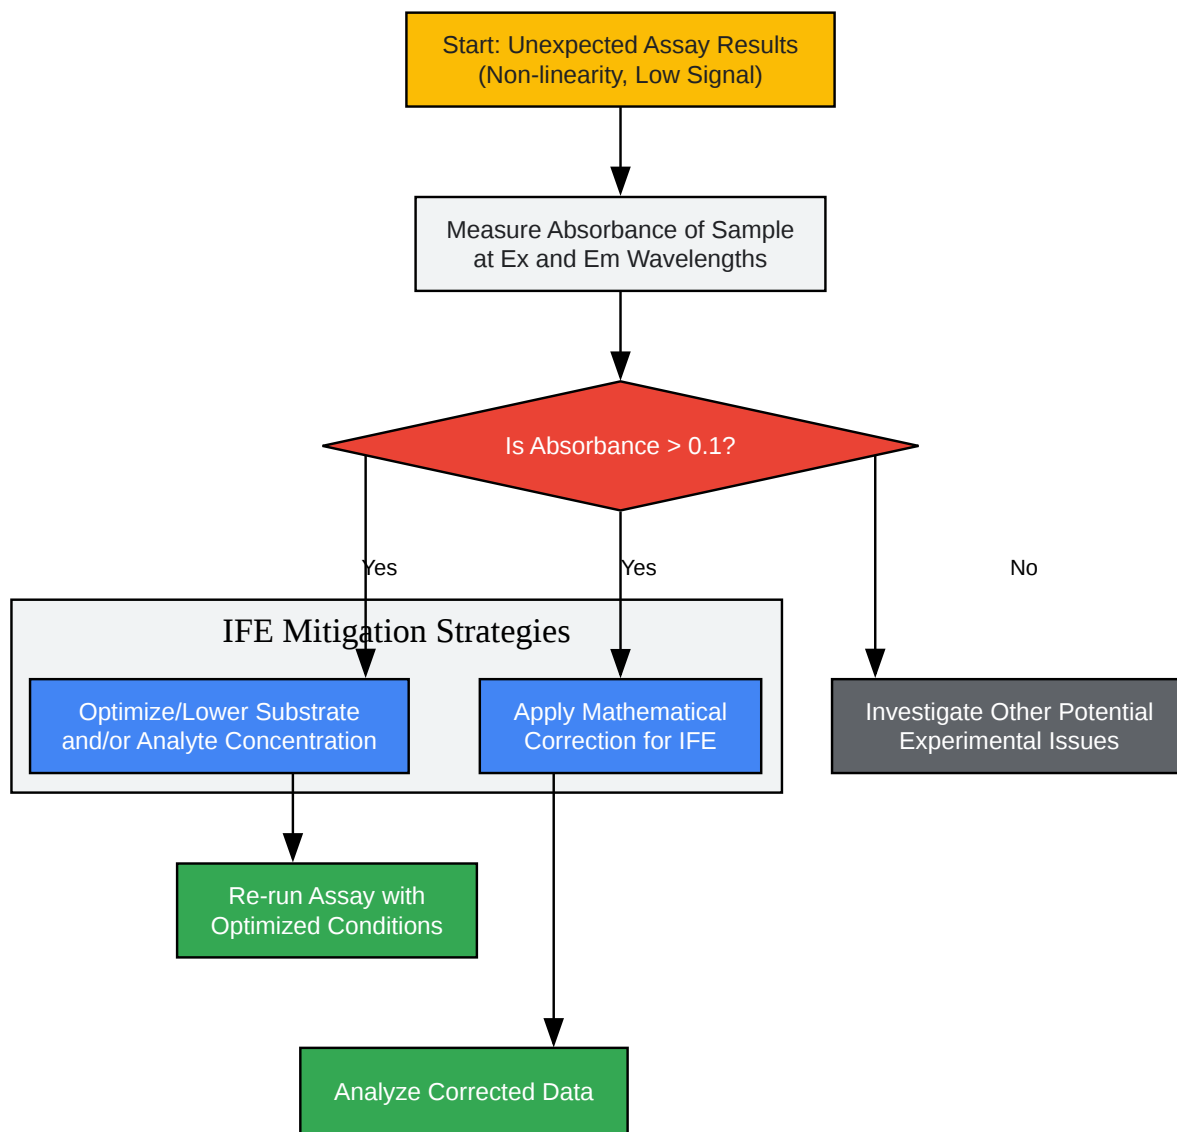 Start: Unexpected Assay Results
(Non-linearity, Low Signal)
Measure Absorbance of Sample
at Ex and Em Wavelengths
Is Absorbance > 0.1?
Yes
Yes
No
IFE Mitigation Strategies
Optimize/Lower Substrate
and/or Analyte Concentration
Apply Mathematical
Correction for IFE
Investigate Other Potential
Experimental Issues
Re-run Assay with
Optimized Conditions
Analyze Corrected Data